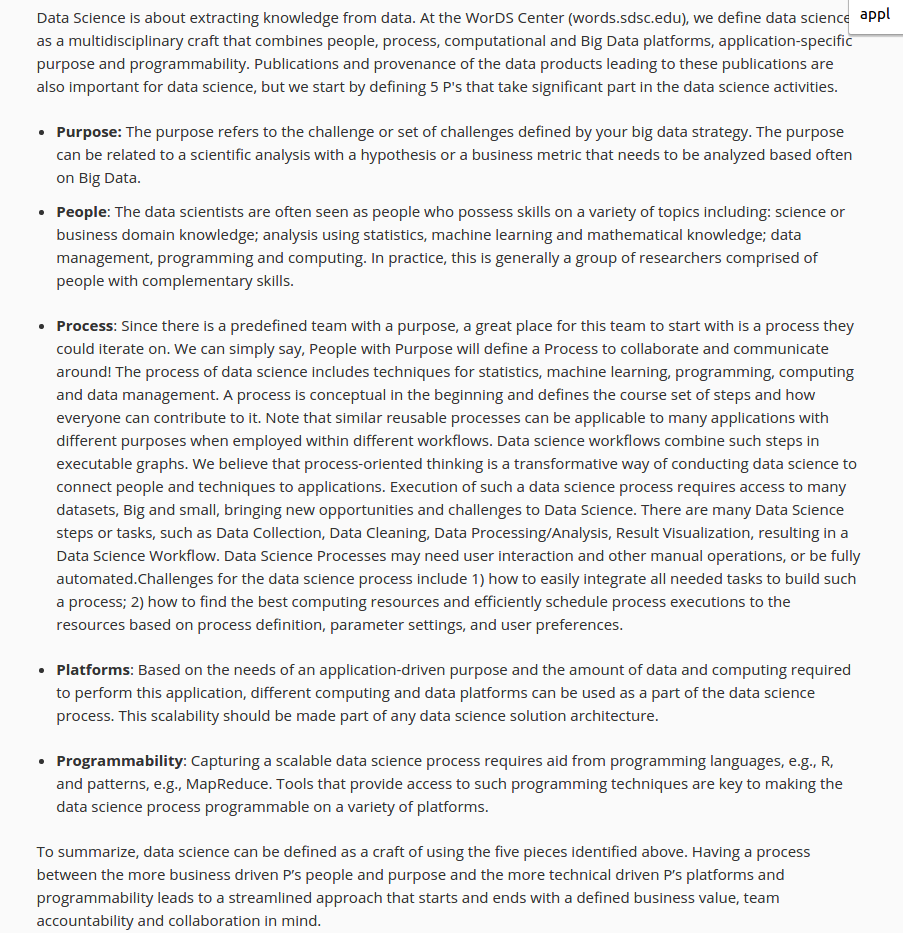 Data Science is about extracting knowledge from data. At the WorDS Center (words.sdsc.edu), we define data science
appl
as a multidisciplinary craft that combines people, process, computational and Big Data platforms, application-specific
purpose and programmability. Publications and provenance of the data products leading to these publications are
also important for data science, but we start by defining 5 P's that take significant part in the data science activities.
• Purpose: The purpose refers to the challenge or set of challenges defined by your big data strategy. The purpose
can be related to a scientific analysis with a hypothesis or a business metric that needs to be analyzed based often
on Big Data.
• People: The data scientists are often seen as people who possess skills on a variety of topics including: science or
business domain knowledge; analysis using statistics, machine learning and mathematical knowledge; data
management, programming and computing. In practice, this is generally a group of researchers comprised of
people with complementary skills.
• Process: Since there is a predefined team with a purpose, a great place for this team to start with is a process they
could iterate on. We can simply say, People with Purpose will define a Process to collaborate and communicate
around! The process of data science includes techniques for statistics, machine learning, programming, computing
and data management. A process is conceptual in the beginning and defines the course set of steps and how
everyone can contribute to it. Note that similar reusable processes can be applicable to many applications with
different purposes when employed within different workflows. Data science workflows combine such steps in
executable graphs. We believe that process-oriented thinking is a transformative way of conducting data science to
connect people and techniques to applications. Execution of such a data science process requires access to many
datasets, Big and small, bringing new opportunities and challenges to Data Science. There are many Data Science
steps or tasks, such as Data Collection, Data Cleaning, Data Processing/Analysis, Result Visualization, resulting in a
Data Science Workflow. Data Science Processes may need user interaction and other manual operations, or be fully
automated.Challenges for the data science process include 1) how to easily integrate all needed tasks to build such
a process; 2) how to find the best computing resources and efficiently schedule process executions to the
resources based on process definition, parameter settings, and user preferences.
• Platforms: Based on the needs of an application-driven purpose and the amount of data and computing required
to perform this application, different computing and data platforms can be used as a part of the data science
process. This scalability should be made part of any data science solution architecture.
• Programmability: Capturing a scalable data science process requires aid from programming languages, e.g., R,
and patterns, e.g., MapReduce. Tools that provide access to such programming techniques are key to making the
data science process programmable on a variety of platforms.
To summarize, data science can be defined as a craft of using the five pieces identified above. Having a process
between the more business driven P’s people and purpose and the more technical driven P’s platforms and
programmability leads to a streamlined approach that starts and ends with a defined business value, team
accountability and collaboration in mind.